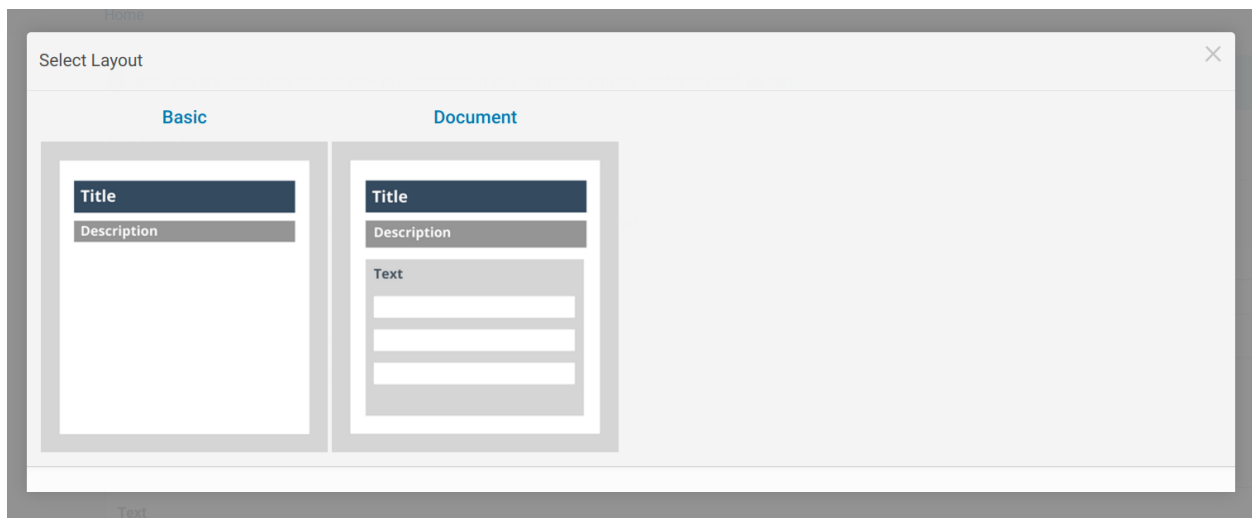 Home
Select Layout
Basic
Document
Title
Description
Title
Description
Text
Text